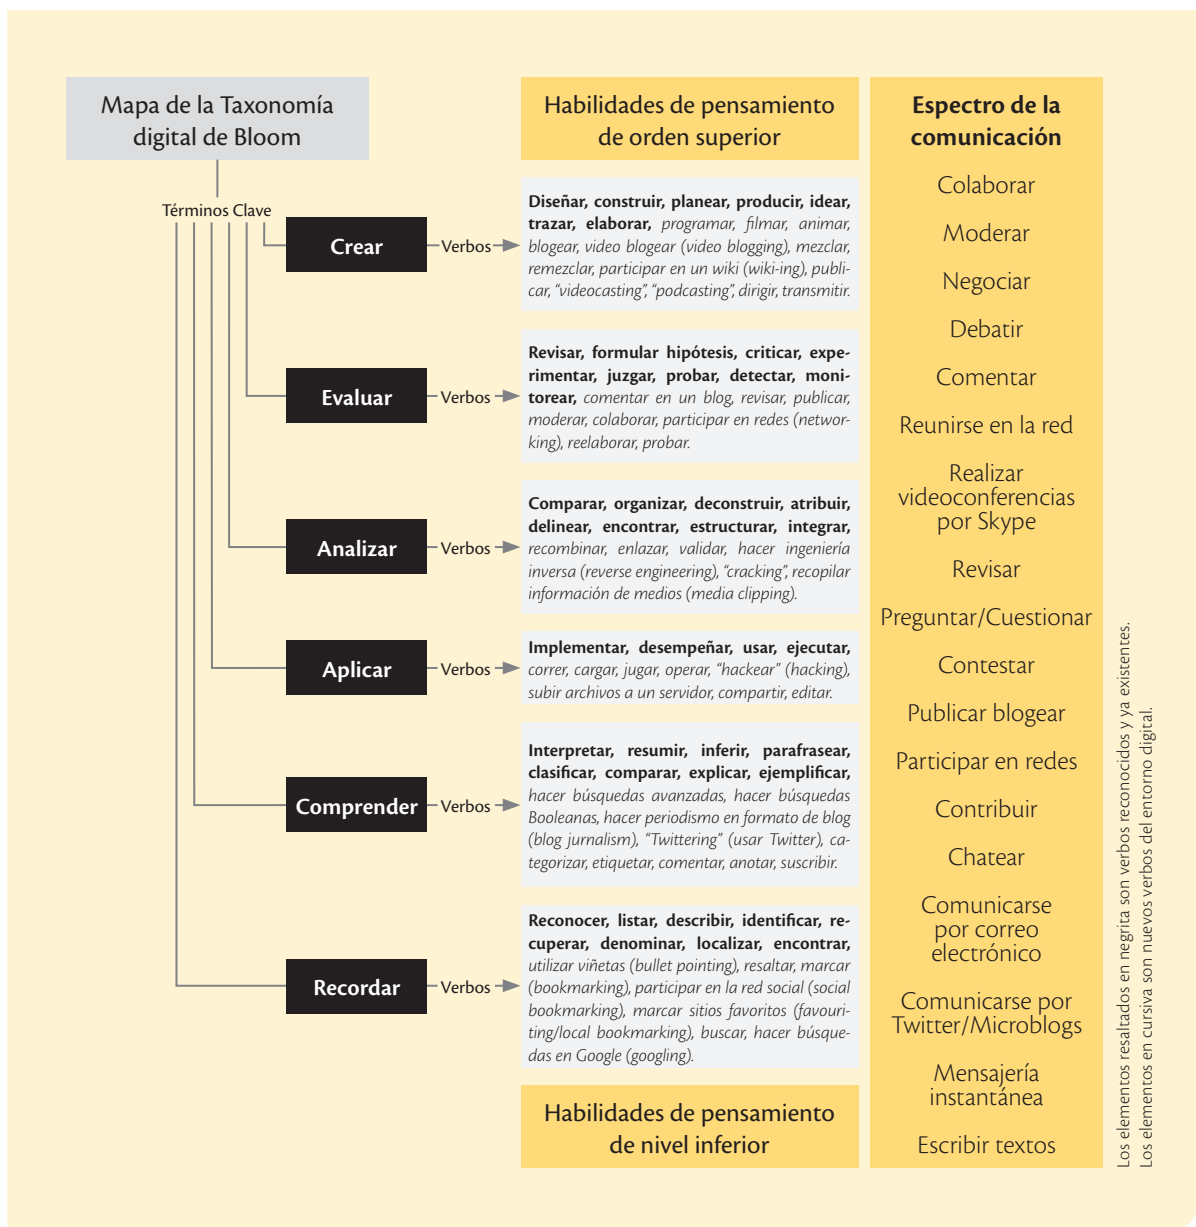 Mapa de la Taxonomía
digital de Bloom
Términos Clave
Habilidades de pensamiento
de orden superior
Crear
Verbos
Diseñar, construir, planear, producir, idear,
trazar, elaborar, programar, filmar, animar,
blogear, video blogear (video blogging), mezclar,
remezclar, participar en un wiki (wiki-ing), publi-
car, “videocasting”, “podcasting”, dirigir, transmitir.
Evaluar
Verbos
Revisar, formular hipótesis, criticar, expe-
rimentar, juzgar, probar, detectar, moni-
torear, comentar en un blog, revisar, publicar,
moderar, colaborar, participar en redes (networ-
king), reelaborar, probar.
Analizar
Verbos
Comparar, organizar, deconstruir, atribuir,
delinear, encontrar, estructurar, integrar,
recombinar, enlazar, validar, hacer ingeniería
inversa (reverse engineering), “cracking”, recopilar
información de medios (media clipping).
Aplicar
Verbos
Implementar, desempeñar, usar, ejecutar,
correr, cargar, jugar, operar, “hackear” (hacking),
subir archivos a un servidor, compartir, editar.
Comprender
Verbos
Interpretar, resumir, inferir, parafrasear,
clasificar, comparar, explicar, ejemplificar,
hacer búsquedas avanzadas, hacer búsquedas
Booleanas, hacer periodismo en formato de blog
(blog jurnalism), “Twittering” (usar Twitter), ca-
tegorizar, etiquetar, comentar, anotar, suscribir.
Recordar
Verbos
Reconocer, listar, describir, identificar, re-
cuperar, denominar, localizar, encontrar,
utilizar viñetas (bullet pointing), resaltar, marcar
(bookmarking), participar en la red social (social
bookmarking), marcar sitios favoritos (favouri-
ting/local bookmarking), buscar, hacer búsque-
das en Google (googling).
Habilidades de pensamiento
de nivel inferior
Espectro de la
comunicación
Colaborar
Moderar
Negociar
Debatir
Comentar
Reunirse en la red
Realizar
videoconferencias
por Skype
Revisar
Preguntar/Cuestionar
Contestar
Publicar blogear
Participar en redes
Contribuir
Chatear
Comunicarse
por correo
electrónico
Comunicarse por
Twitter/Microblogs
Mensajería
instantánea
Escribir textos
Los elementos resaltados en negrita son verbos reconocidos y ya existentes.
Los elementos en cursiva son nuevos verbos del entorno digital.